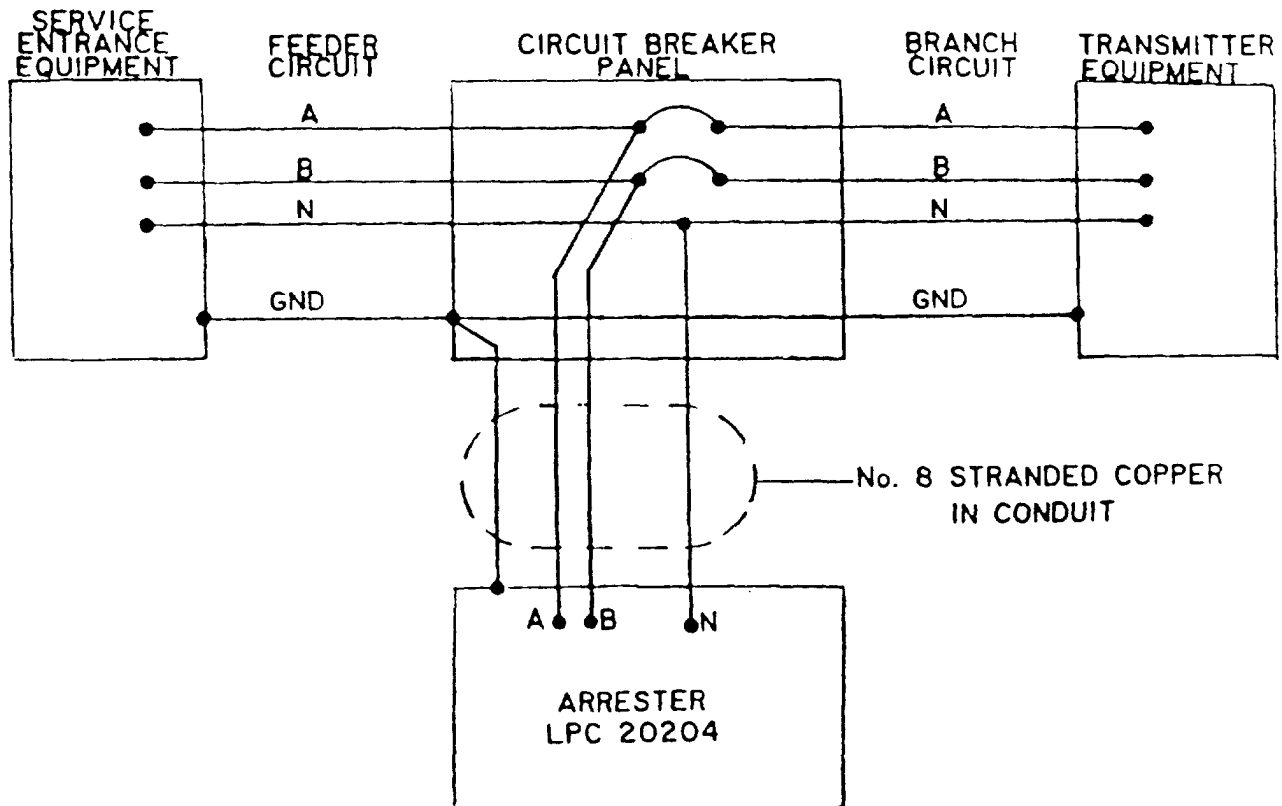 SERVICE
ENTRANCE
EQUIPMENT
FEEDER
CIRCUIT
CIRCUIT BREAKER
PANEL
BRANCH
CIRCUIT
TRANSMITTER
EQUIPMENT
A
A
B
B
N
N
GND
GND
No. 8 STRANDED COPPER
IN CONDUIT
A
B
N
ARRESTER
LPC 20204